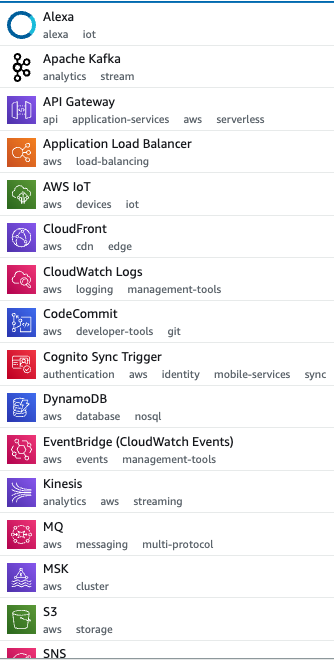 Alexa
alexa iot
Apache Kafka
analytics stream
API Gateway
api application-services aws serverless
Application Load Balancer
aws load-balancing
AWS IoT
aws devices iot
CloudFront
aws cdn edge
CloudWatch Logs
aws logging management-tools
CodeCommit
aws developer-tools git
Cognito Sync Trigger
authentication aws identity mobile-services sync
DynamoDB
aws database nosql
EventBridge (CloudWatch Events)
aws events management-tools
Kinesis
analytics aws streaming
MQ
aws messaging multi-protocol
MSK
aws cluster
S3
aws storage
SNS